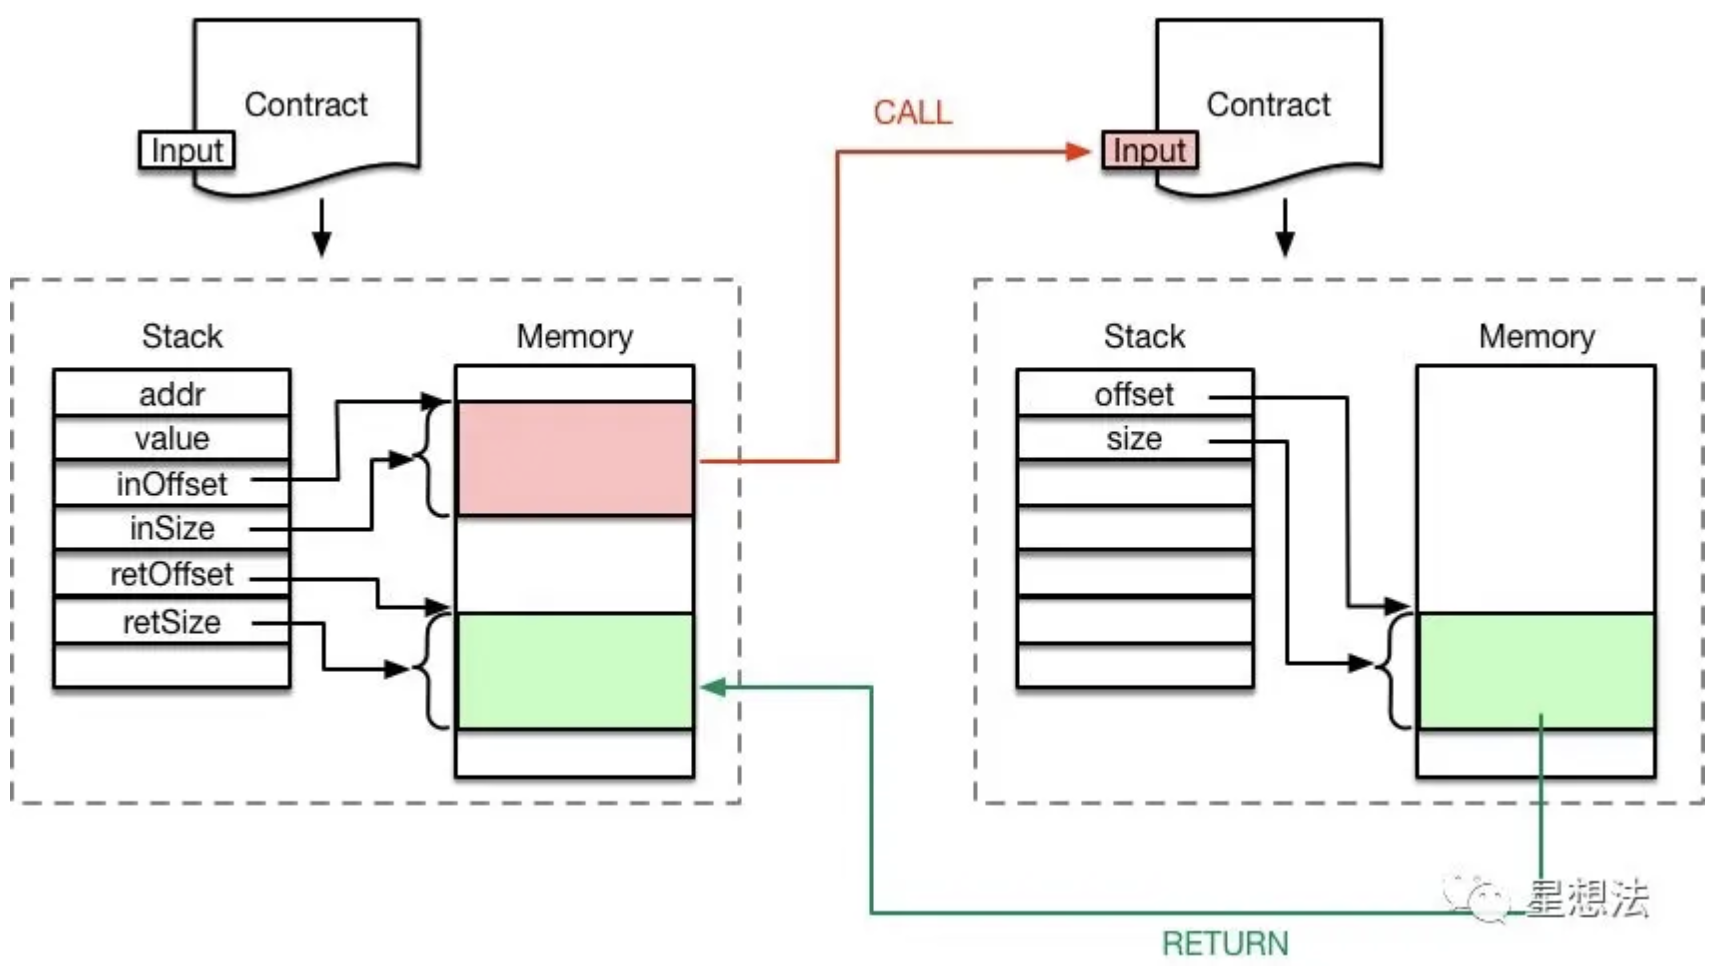 Contract
Input
CALL
Contract
Input
Stack
Memory
addr
value
inOffset
inSize
retOffset
retSize
Stack
Memory
offset
size
星想法
RETURN